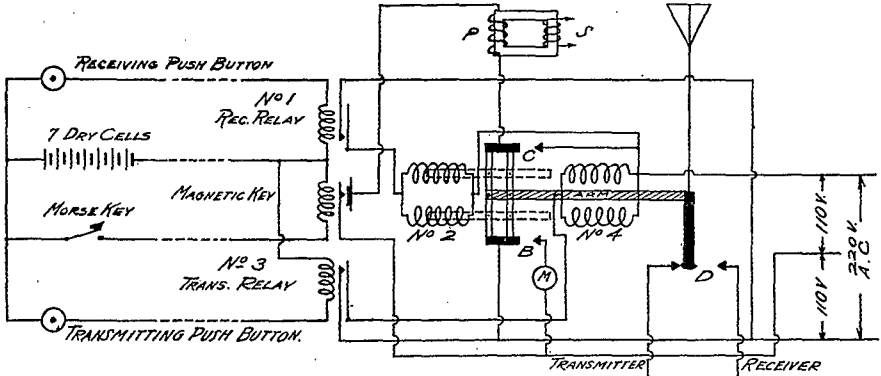 P S
RECEIVING PUSH BUTTON
Nº 1
REC. RELAY
7 DRY CELLS
C
MAGNETIC KEY
ARM
MORSE KEY
Nº 2
Nº 4
B
110V.
220V.
A.C.
Nº 3
TRANS. RELAY
M
D
110V
TRANSMITTING PUSH BUTTON.
TRANSMITTER
RECEIVER